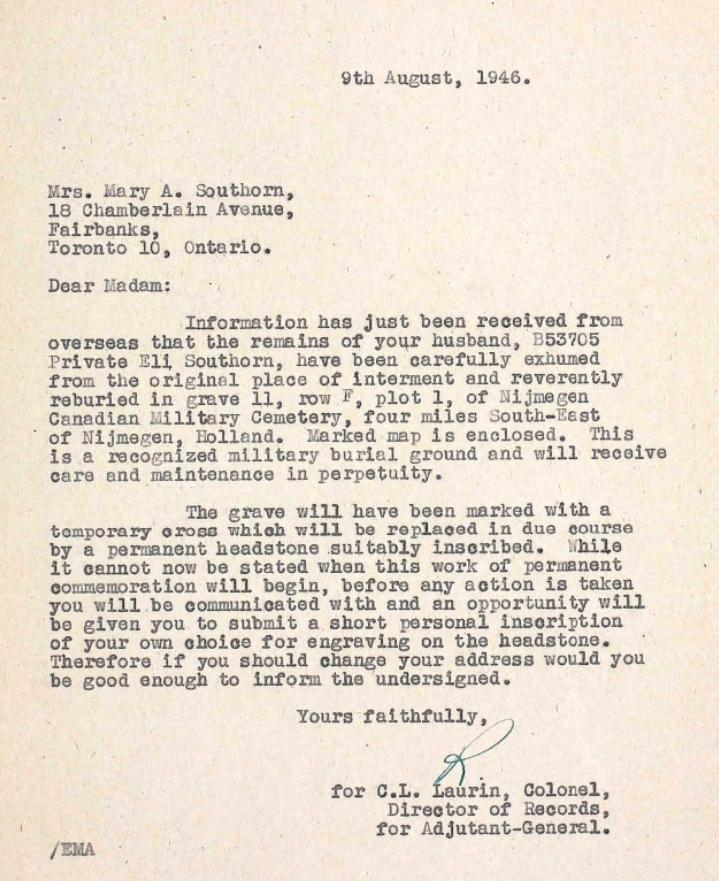 9th August, 1946.
Mrs. Mary A. Southorn,
18 Chamberlain Avenue,
Fairbanks,
Toronto 10, Ontario.
Dear Madam:
Information has just been received from
overseas that the remains of your husband, B53705
Private Eli Southorn, have been carefully exhumed
from the original place of interment and reverently
reburied in grave 11, row F, plot 1, of Nijmegen
Canadian Military Cemetery, four miles South-East
of Nijmegen, Holland. Marked map is enclosed. This
is a recognized military burial ground and will receive
care and maintenance in perpetuity.
The grave will have been marked with a
temporary cross which will be replaced in due course
by a permanent headstone suitably inscribed. While
it cannot now be stated when this work of permanent
commemoration will begin, before any action is taken
you will be communicated with and an opportunity will
be given you to submit a short personal inscription
of your own choice for engraving on the headstone.
Therefore if you should change your address would you
be good enough to inform the undersigned.
Yours faithfully,
R
for C.L. Laurin, Colonel,
Director of Records,
for Adjutant-General.
/EMA